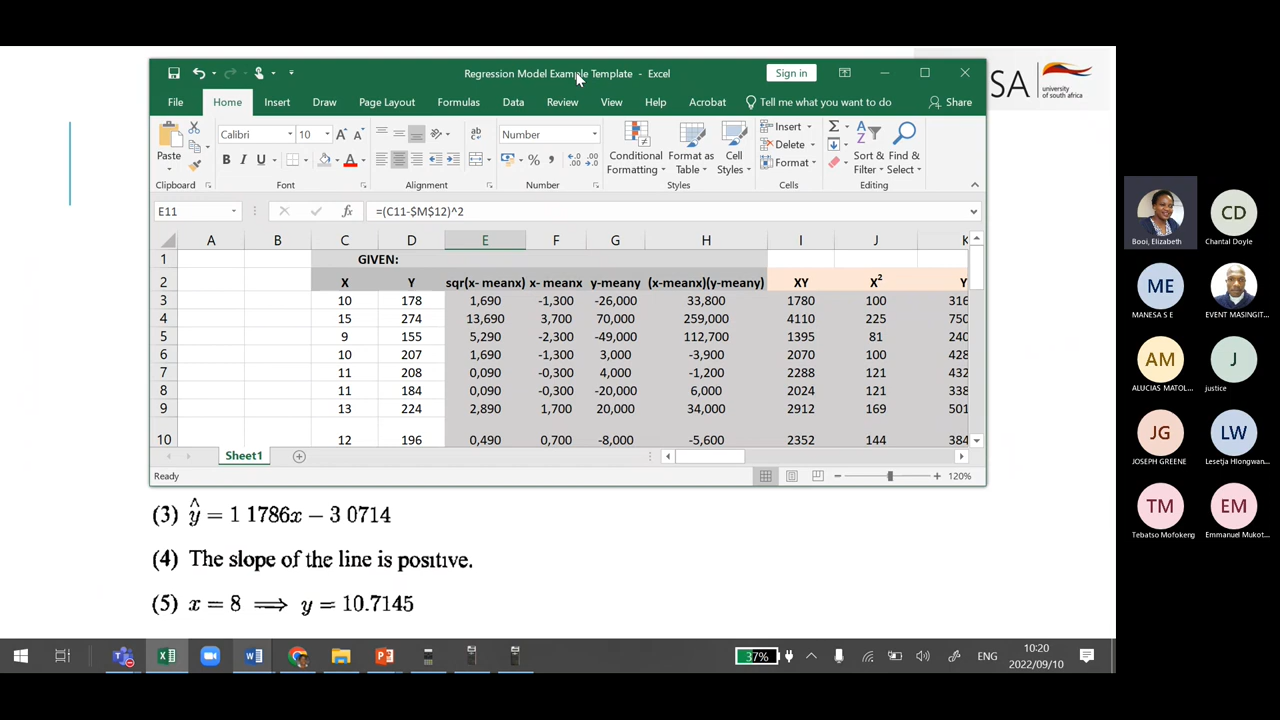 Regression Model Example Template - Excel
Sign in
SA
university
of south africa
File Home Insert Draw Page Layout Formulas Data Review View Help Acrobat Tell me what you want to do Share
Calibri 10 Number Insert
Paste Conditional Formatting Format as Table Cell Styles Delete Sort & Filter Find & Select
Format
Clipboard Font Alignment Number Styles Cells Editing
E11 fx =(C11-$M$12)^2
A B C D E F G H I J K
1 GIVEN:
2 X Y sqr(x- meanx) x- meanx y-meany (x-meanx)(y-meany) XY X² Y
3 10 178 1,690 -1,300 -26,000 33,800 1780 100 316
4 15 274 13,690 3,700 70,000 259,000 4110 225 750
5 9 155 5,290 -2,300 -49,000 112,700 1395 81 240
6 10 207 1,690 -1,300 3,000 -3,900 2070 100 428
7 11 208 0,090 -0,300 4,000 -1,200 2288 121 432
8 11 184 0,090 -0,300 -20,000 6,000 2024 121 338
9 13 224 2,890 1,700 20,000 34,000 2912 169 501
10 12 196 0,490 0,700 -8,000 -5,600 2352 144 384
Sheet1
Ready 120%
(3) ŷ = 1 1786x – 3 0714
(4) The slope of the line is positive.
(5) x = 8 ⟹ y = 10.7145
37% ENG 10:20
2022/09/10
Booi, Elizabeth
CD
Chantal Doyle
ME
MANESA S E
EVENT MASINGIT...
AM
ALUCIAS MATOL...
J
justice
JG
JOSEPH GREENE
LW
Lesetja Hlongwan...
TM
Tebatso Mofokeng
EM
Emmanuel Mukot...